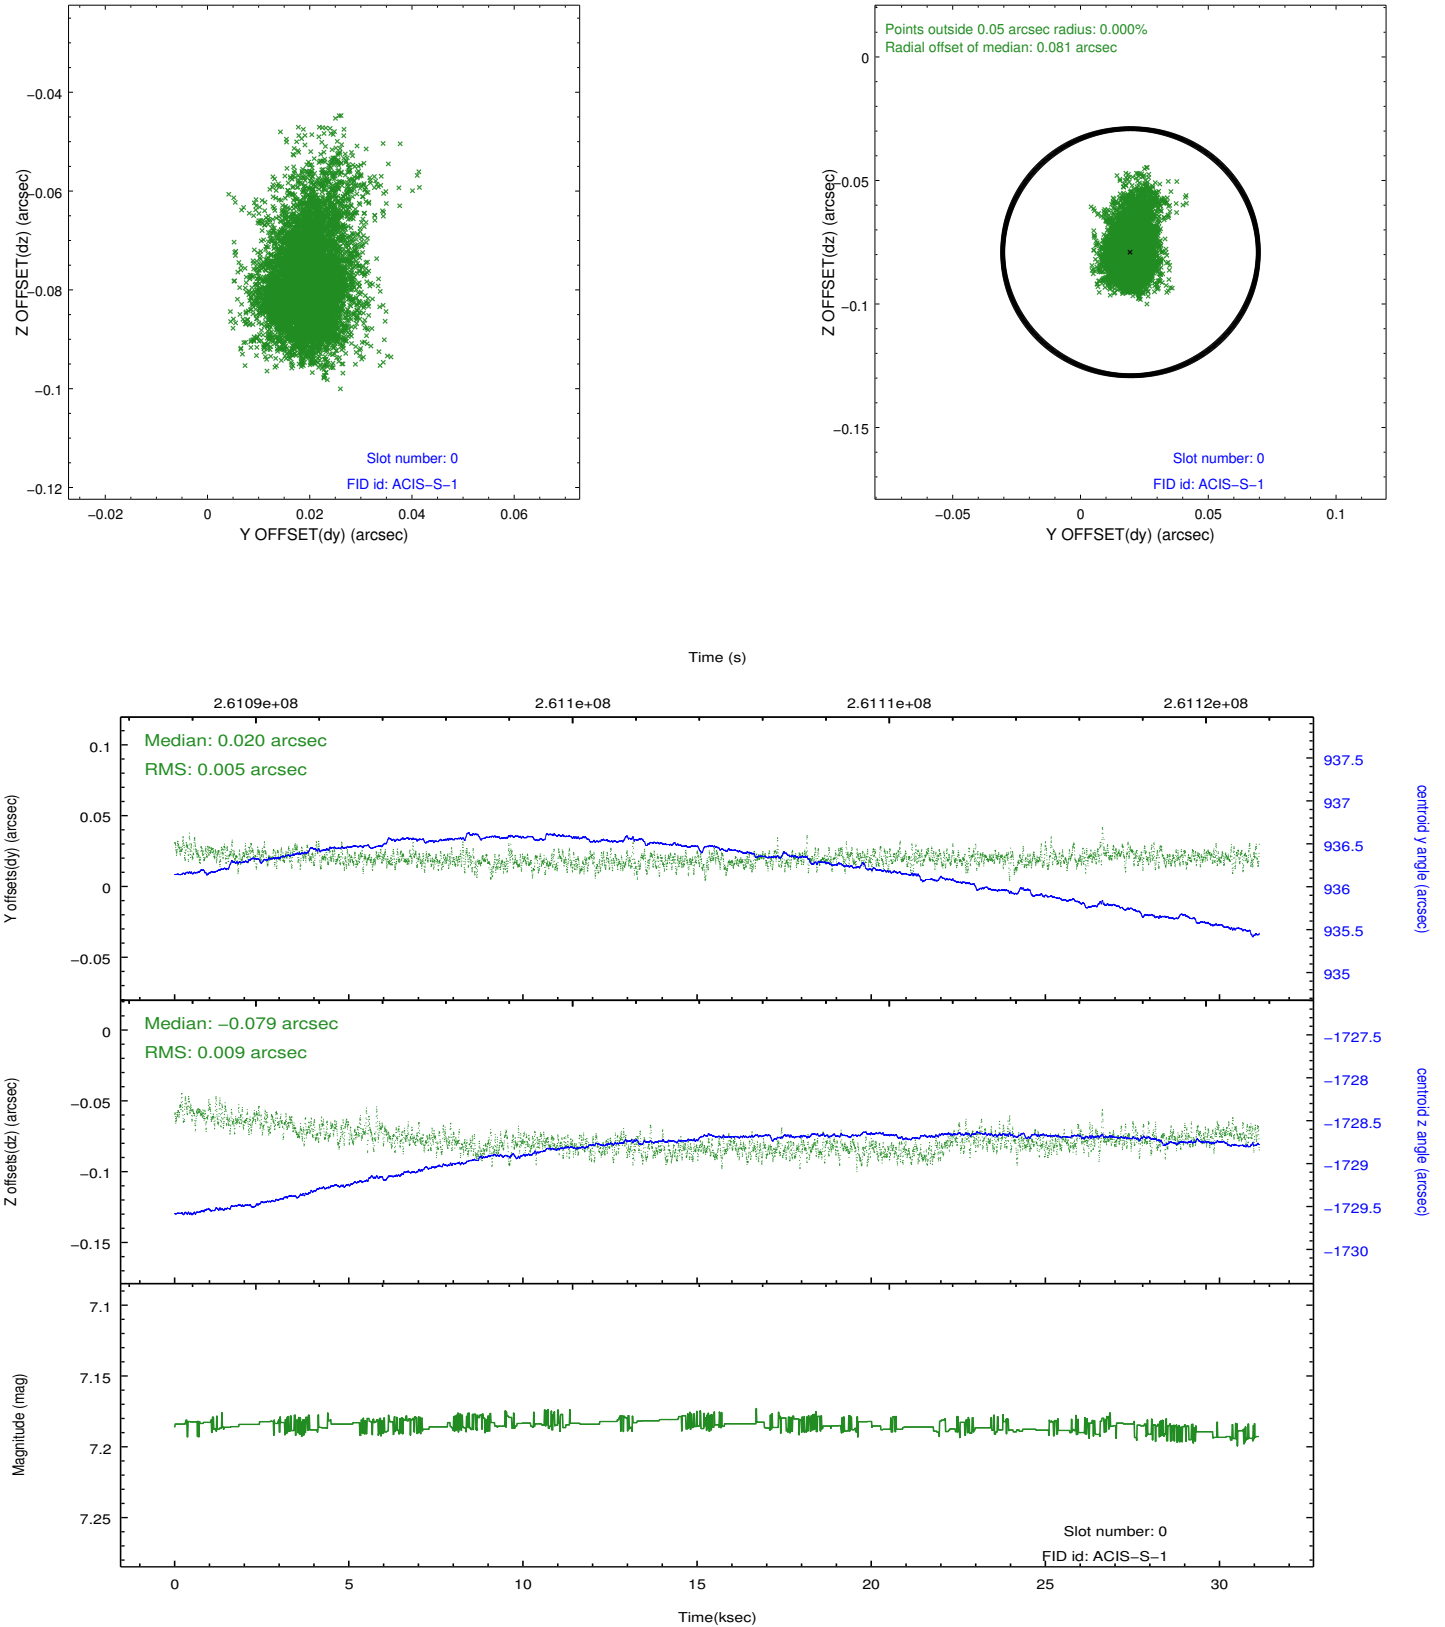 −0.04
−0.06
−0.08
−0.1
−0.12
Z OFFSET(dz) (arcsec)
Slot number: 0
FID id: ACIS−S−1
−0.02 0 0.02 0.04 0.06
Y OFFSET(dy) (arcsec)
Points outside 0.05 arcsec radius: 0.000%
Radial offset of median: 0.081 arcsec
0
−0.05
−0.1
−0.15
Z OFFSET(dz) (arcsec)
Slot number: 0
FID id: ACIS−S−1
−0.05 0 0.05 0.1
Y OFFSET(dy) (arcsec)
Time (s)
2.6109e+08 2.611e+08 2.6111e+08 2.6112e+08
Median: 0.020 arcsec
RMS: 0.005 arcsec
0.1
0.05
0
−0.05
Y offsets(dy) (arcsec)
937.5
937
936.5
936
935.5
935
centroid y angle (arcsec)
Median: −0.079 arcsec
RMS: 0.009 arcsec
0
−0.05
−0.1
−0.15
Z offsets(dz) (arcsec)
−1727.5
−1728
−1728.5
−1729
−1729.5
−1730
centroid z angle (arcsec)
7.1
7.15
7.2
7.25
Magnitude (mag)
Slot number: 0
FID id: ACIS−S−1
0 5 10 15 20 25 30
Time(ksec)